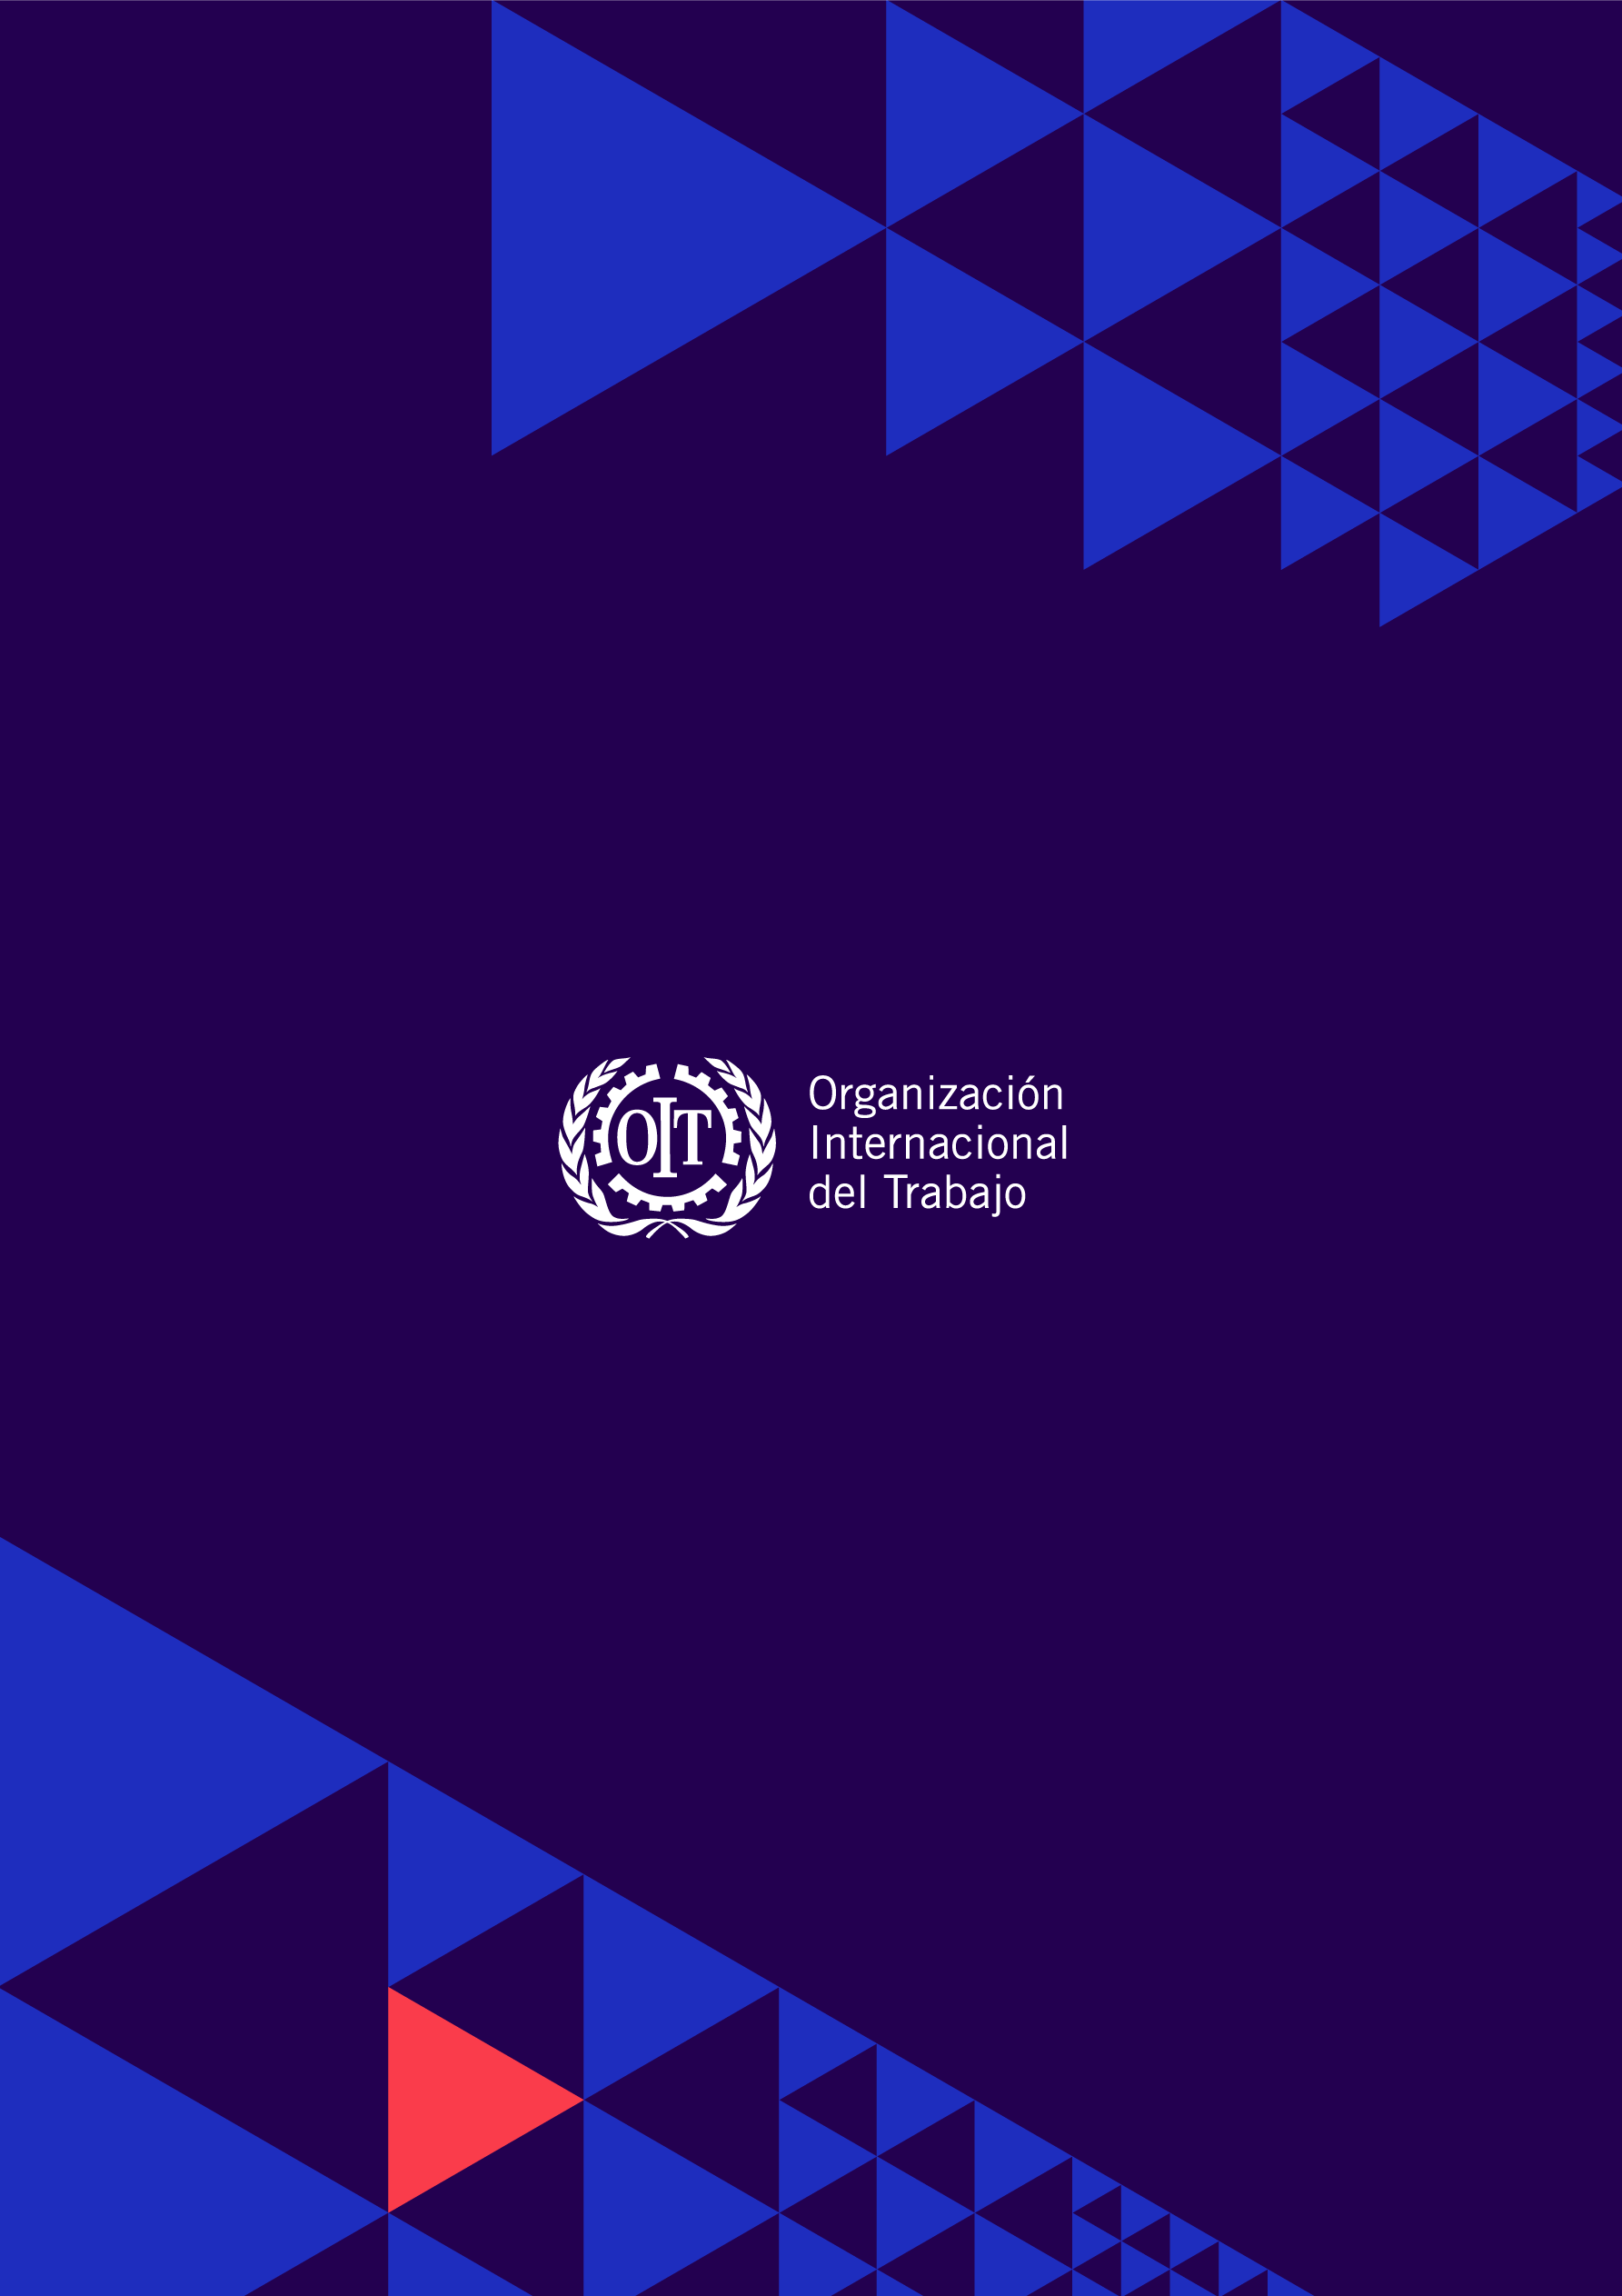 OIT
Organización
Internacional
del Trabajo